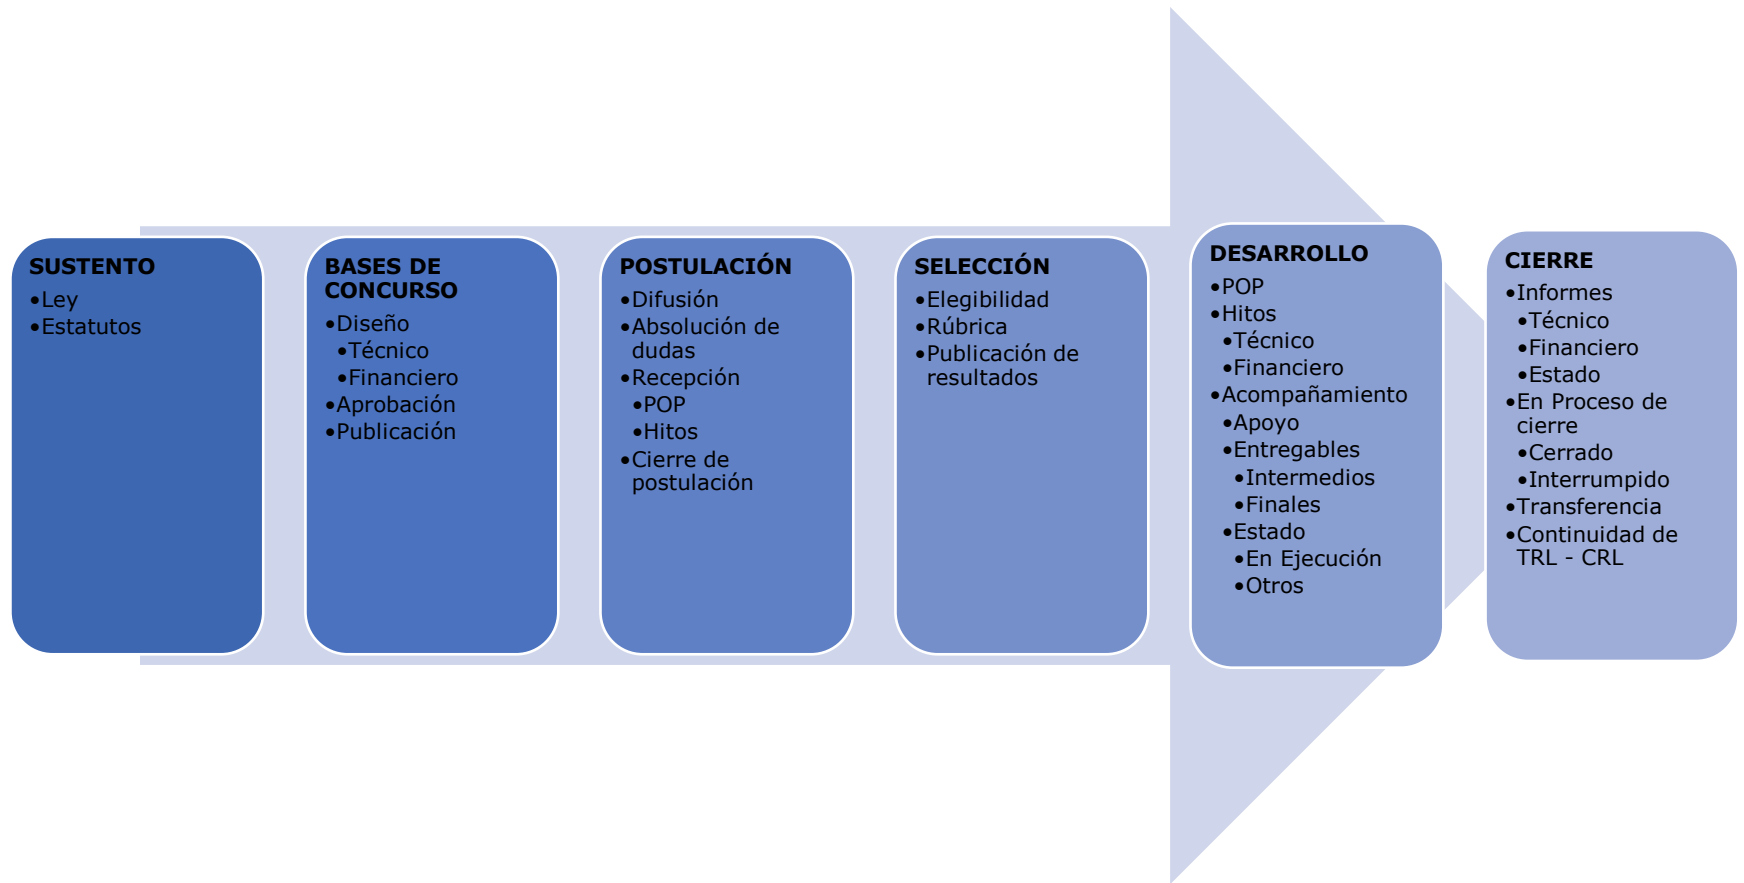 SUSTENTO
•Ley
•Estatutos
BASES DE
CONCURSO
•Diseño
•Técnico
•Financiero
•Aprobación
•Publicación
POSTULACIÓN
•Difusión
•Absolución de
dudas
•Recepción
•POP
•Hitos
•Cierre de
postulación
SELECCIÓN
•Elegibilidad
•Rúbrica
•Publicación de
resultados
DESARROLLO
•POP
•Hitos
•Técnico
•Financiero
•Acompañamiento
•Apoyo
•Entregables
•Intermedios
•Finales
•Estado
•En Ejecución
•Otros
CIERRE
•Informes
•Técnico
•Financiero
•Estado
•En Proceso de
cierre
•Cerrado
•Interrumpido
•Transferencia
•Continuidad de
TRL - CRL